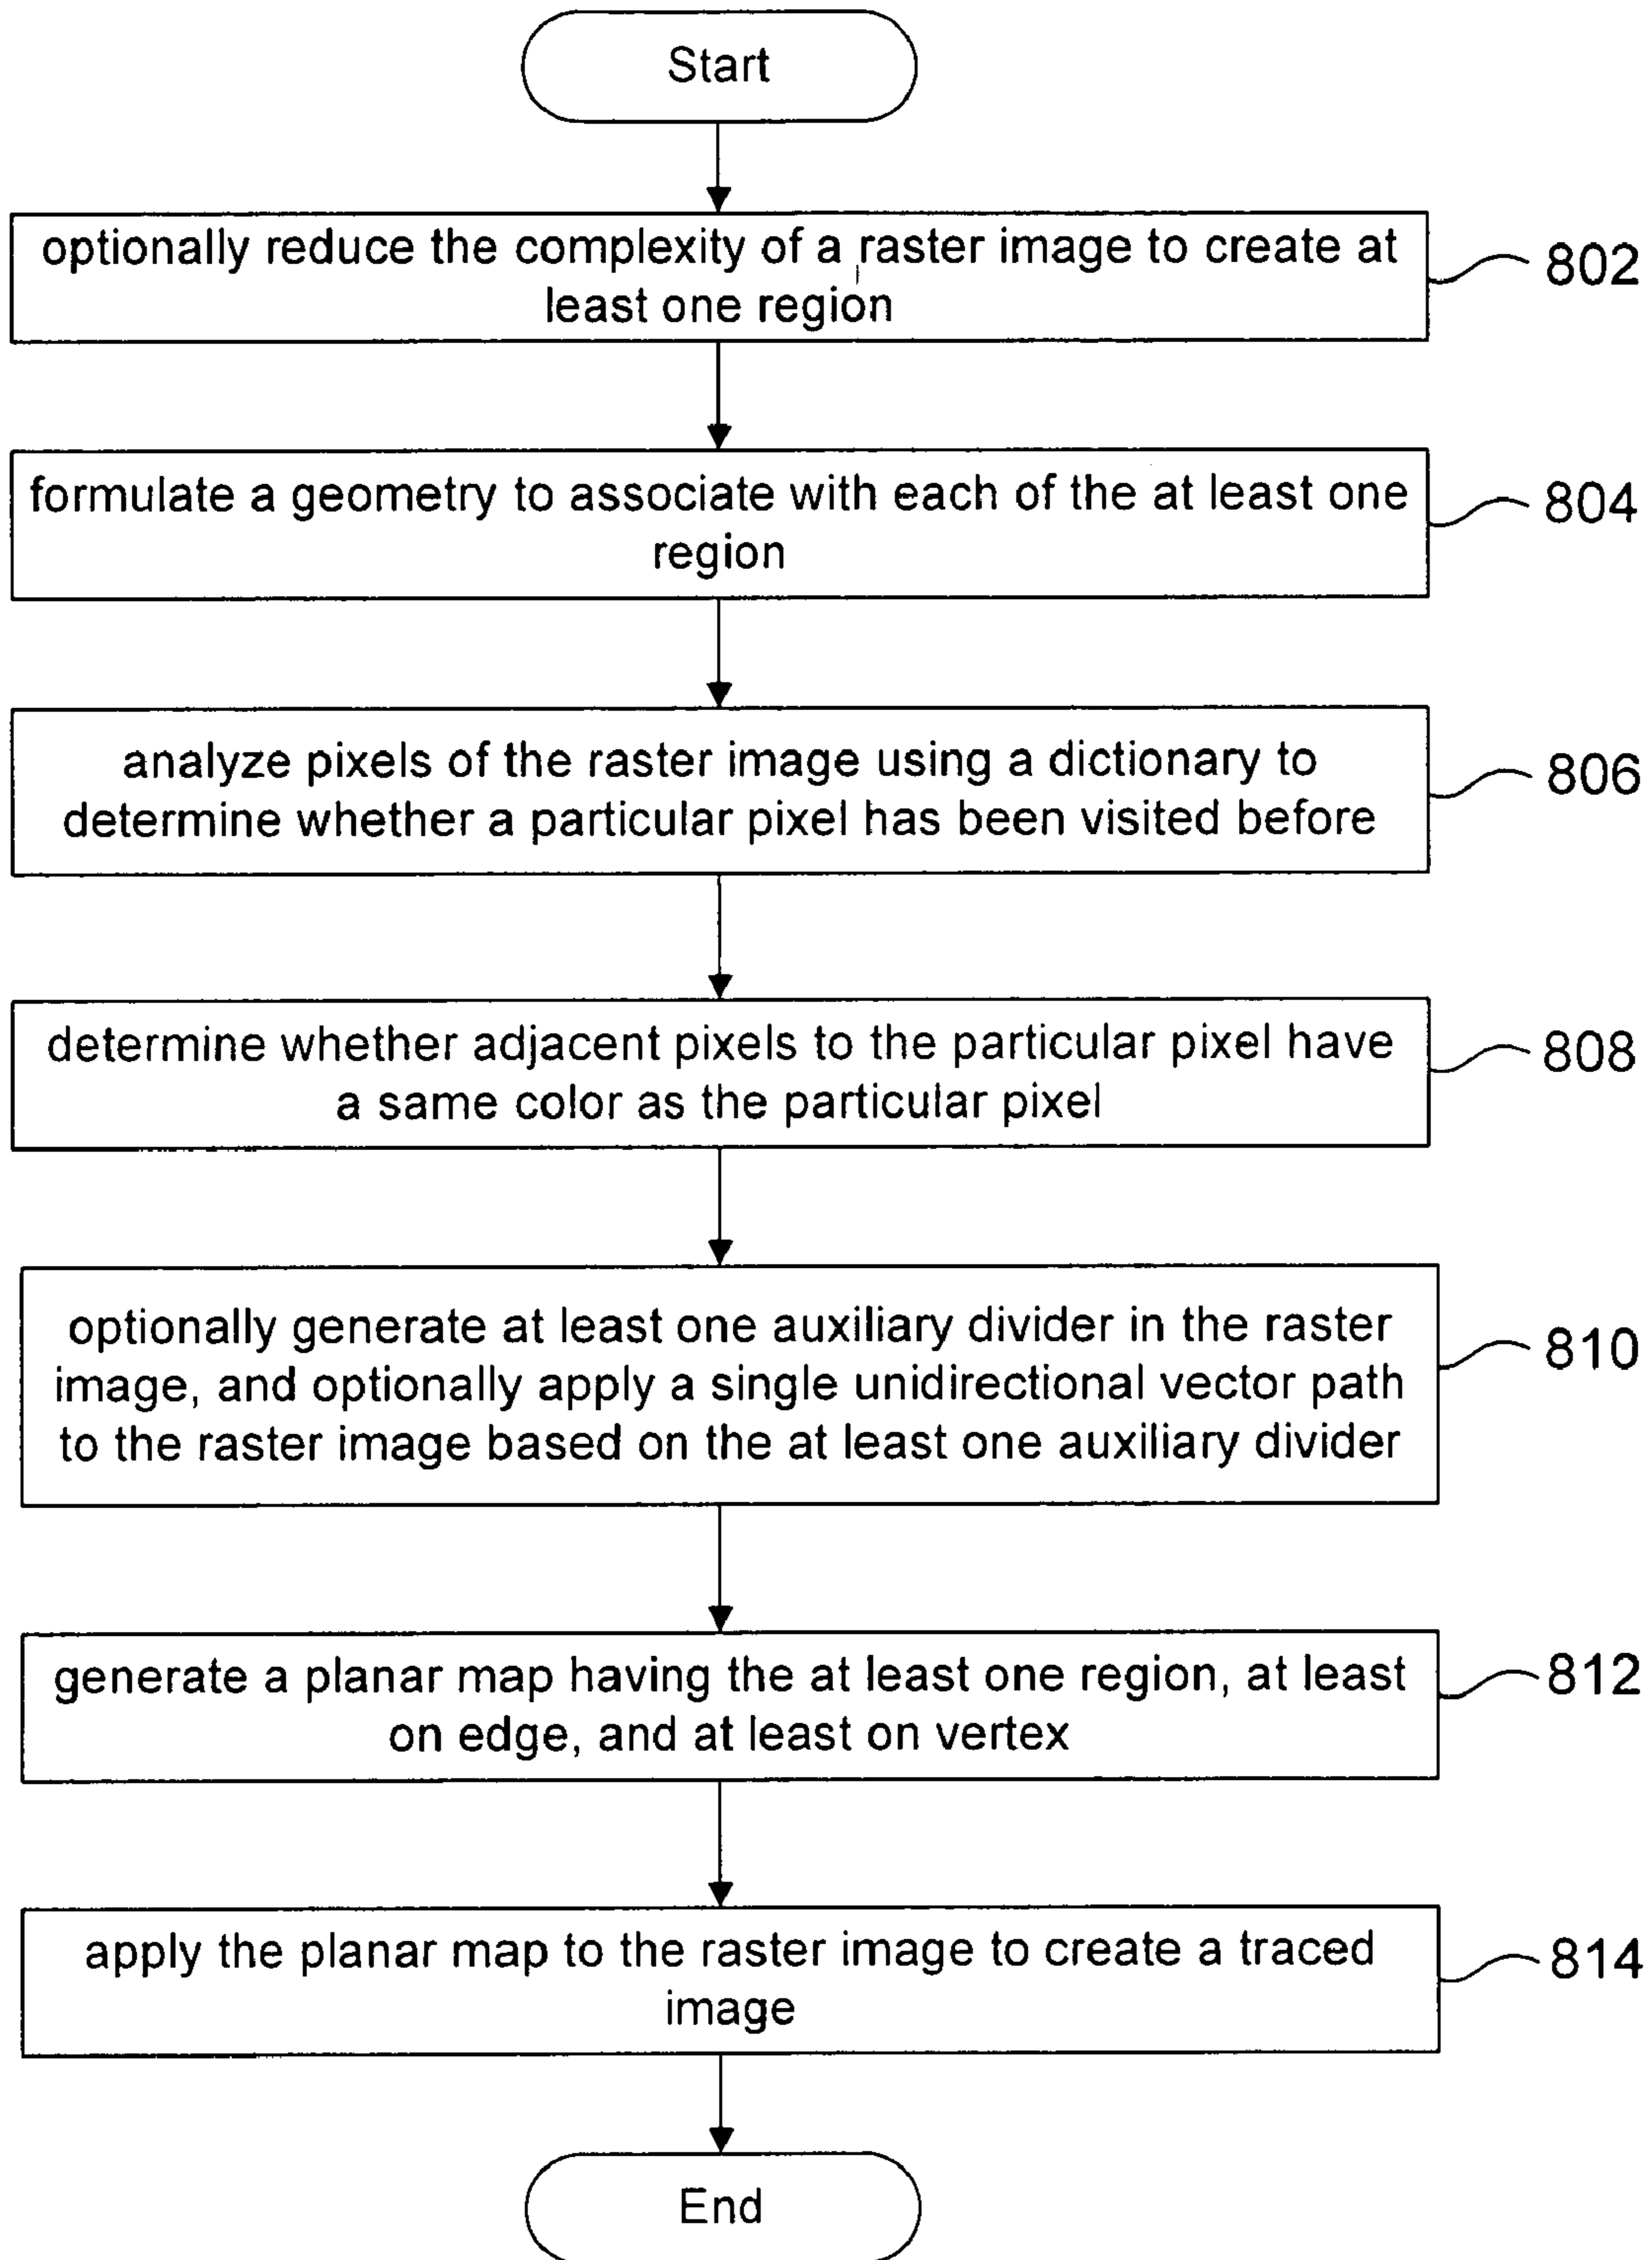 Start
optionally reduce the complexity of a raster image to create at
least one region
802
formulate a geometry to associate with each of the at least one
region
804
analyze pixels of the raster image using a dictionary to
determine whether a particular pixel has been visited before
806
determine whether adjacent pixels to the particular pixel have
a same color as the particular pixel
808
optionally generate at least one auxiliary divider in the raster
image, and optionally apply a single unidirectional vector path
to the raster image based on the at least one auxiliary divider
810
generate a planar map having the at least one region, at least
on edge, and at least on vertex
812
apply the planar map to the raster image to create a traced
image
814
End